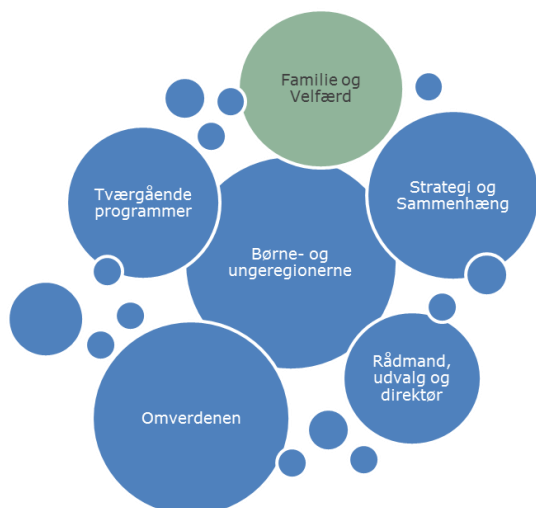 Familie og
Velfærd
Tværgående
programmer
Strategi og
Sammenhæng
Børne- og
ungeregionerne
Rådmand,
udvalg og
direktør
Omverdenen